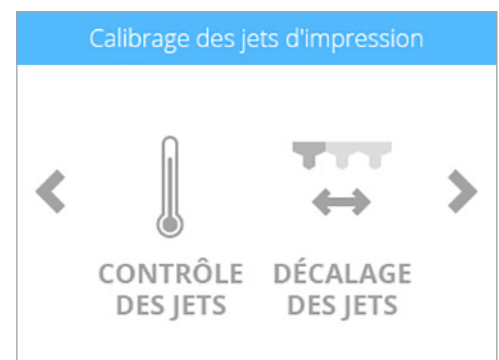 Calibrage des jets d'impression
CONTRÔLE
DES JETS
DÉCALAGE
DES JETS